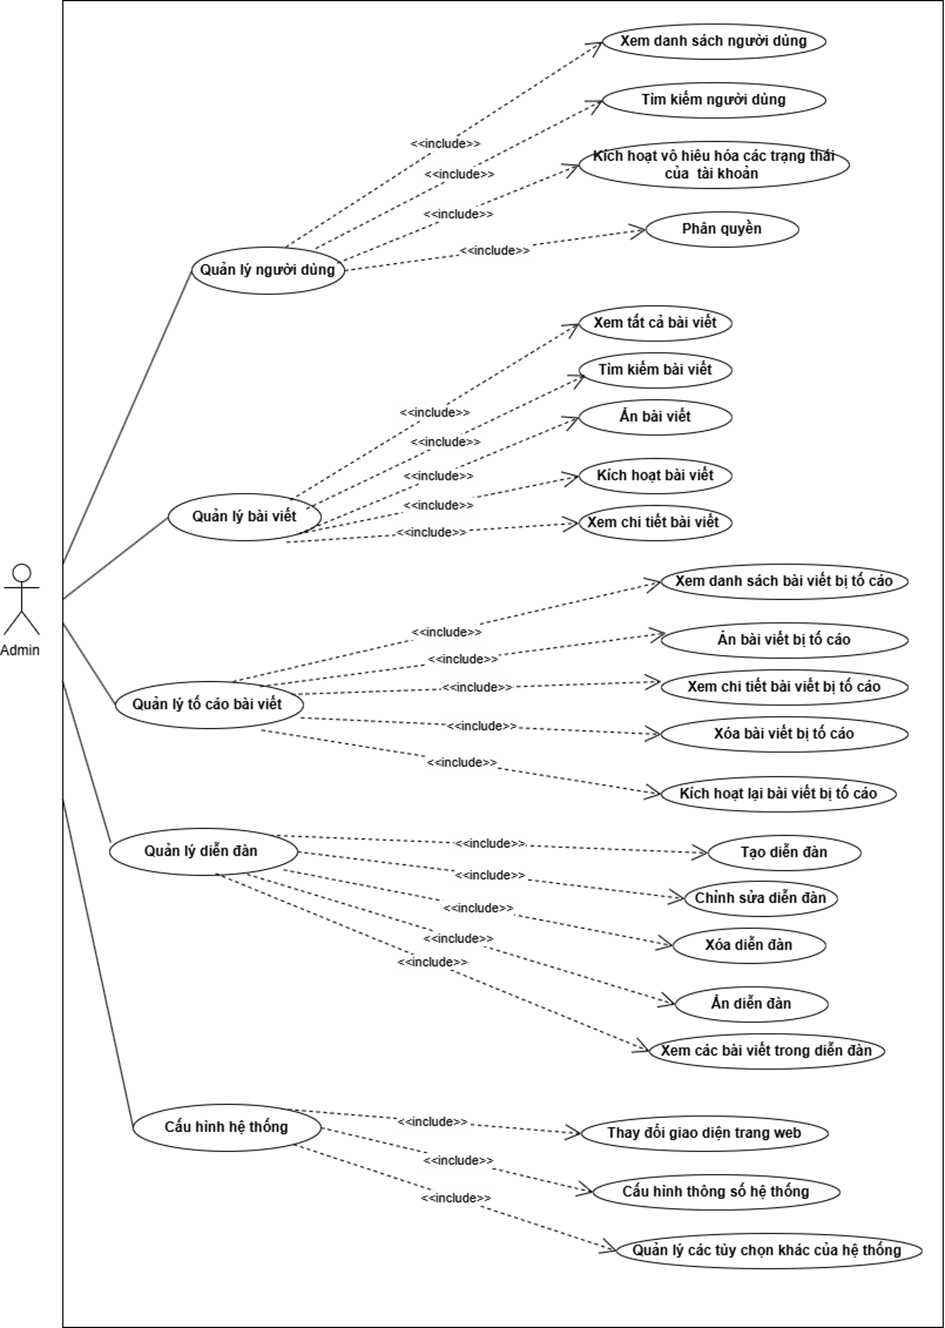 Xem danh sách người dùng
Tìm kiếm người dùng
<<include>>
<<include>>
Kích hoạt vô hiêu hóa các trạng thái
của tài khoản
<<include>>
Phân quyền
<<include>>
Quản lý người dùng
Xem tất cả bài viết
Tìm kiếm bài viết
<<include>>
Ẩn bài viết
<<include>>
<<include>>
Kích hoạt bài viết
<<include>>
Quản lý bài viết
Xem chi tiết bài viết
<<include>>
Xem danh sách bài viết bị tố cáo
<<include>>
Ản bài viết bị tố cáo
Admin
<<include>>
<<include>>
Xem chi tiết bài viết bị tố cáo
Quản lý tố cáo bài viết
<<include>>
Xóa bài viết bị tố cáo
<<include>>
Kích hoạt lại bài viết bị tố cáo
<<include>>
Quản lý diễn đàn
Tạo diễn đàn
<<include>>
Chỉnh sửa diễn đàn
<<include>>
<<include>>
Xóa diễn đàn
<<include>>
Ẩn diễn đàn
Xem các bài viết trong diễn đàn
<<include>>
Cấu hình hệ thống
Thay đổi giao diện trang web
<<include>>
Cấu hình thông số hệ thống
<<include>>
Quản lý các tùy chọn khác của hệ thống